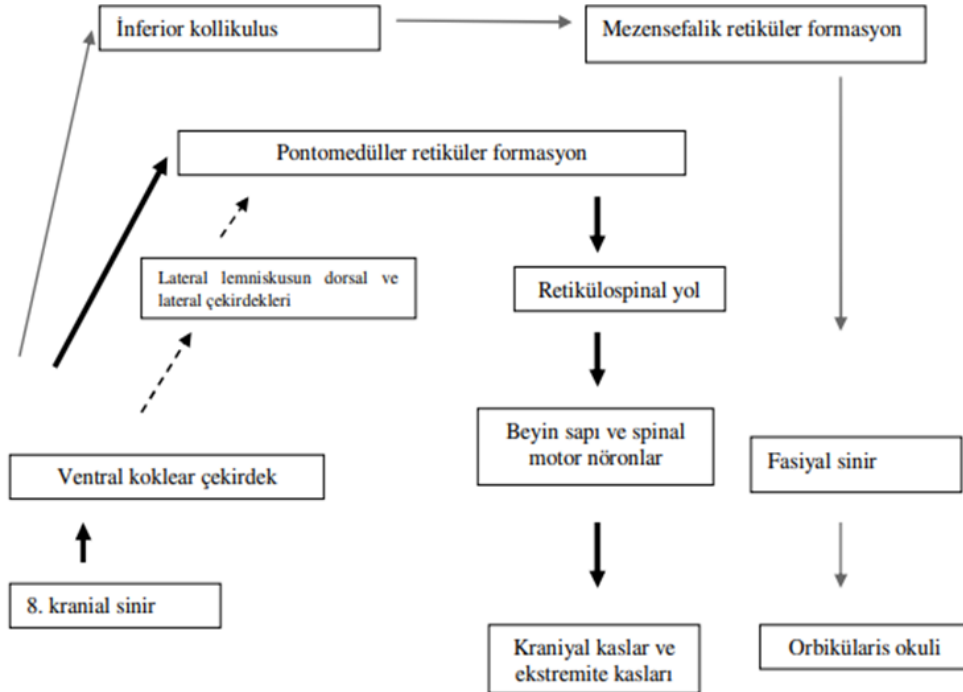 İnferior kollikulus
Mezensefalik retiküler formasyon
Pontomedüller retiküler formasyon
Lateral lemniskusun dorsal ve
lateral çekirdekleri
Retikülospinal yol
Beyin sapı ve spinal
motor nöronlar
Fasiyal sinir
Ventral koklear çekirdek
8. kranial sinir
Kraniyal kaslar ve
ekstremite kasları
Orbikülaris okuli